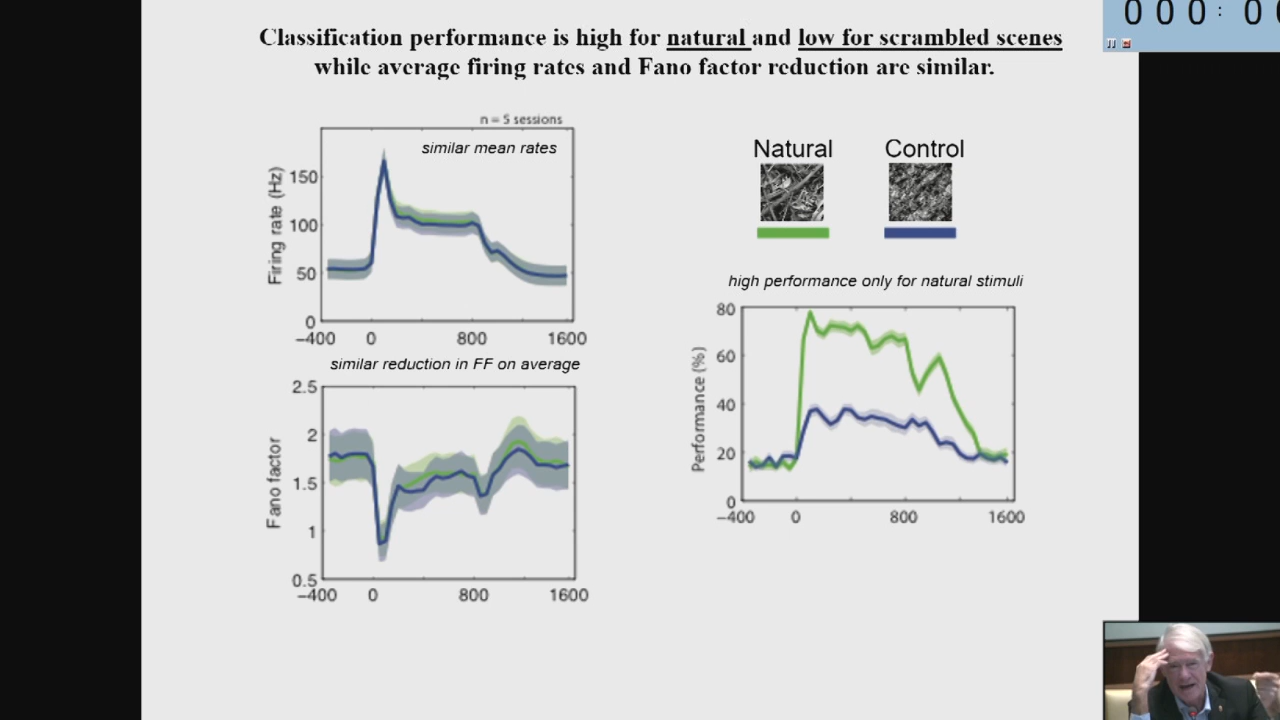 000:0
Classification performance is high for natural and low for scrambled scenes
while average firing rates and Fano factor reduction are similar.
n = 5 sessions
similar mean rates
Firing rate (Hz)
150
100
50
0
−400 0 800 1600
similar reduction in FF on average
Fano factor
2.5
2
1.5
1
0.5
−400 0 800 1600
Natural Control
high performance only for natural stimuli
Performance (%)
80
60
40
20
0
−400 0 800 1600